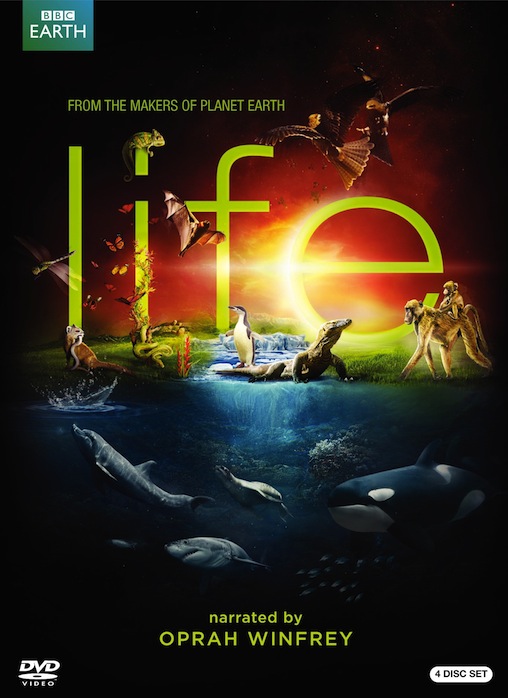 BBC
EARTH
FROM THE MAKERS OF PLANET EARTH
life
narrated by
OPRAH WINFREY
DVD
VIDEO
4 DISC SET